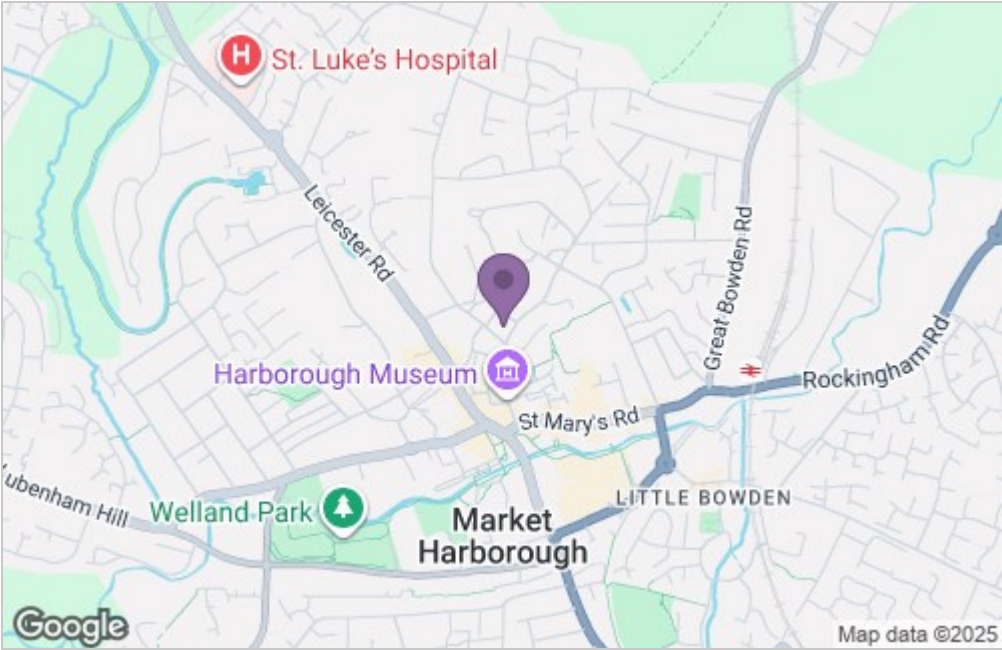 H
St. Luke's Hospital
Leicester Rd
Great Bowden Rd
Rockingham Rd
Harborough Museum
St Mary's Rd
Lubenham Hill
Welland Park
LITTLE BOWDEN
Market
Harborough
Google
Map data ©2025